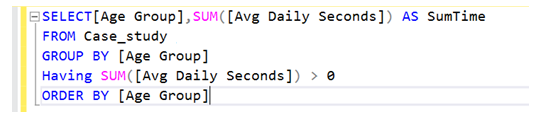 SELECT[Age Group],SUM([Avg Daily Seconds]) AS SumTime
FROM Case_study
GROUP BY [Age Group]
Having SUM([Avg Daily Seconds]) > 0
ORDER BY [Age Group]